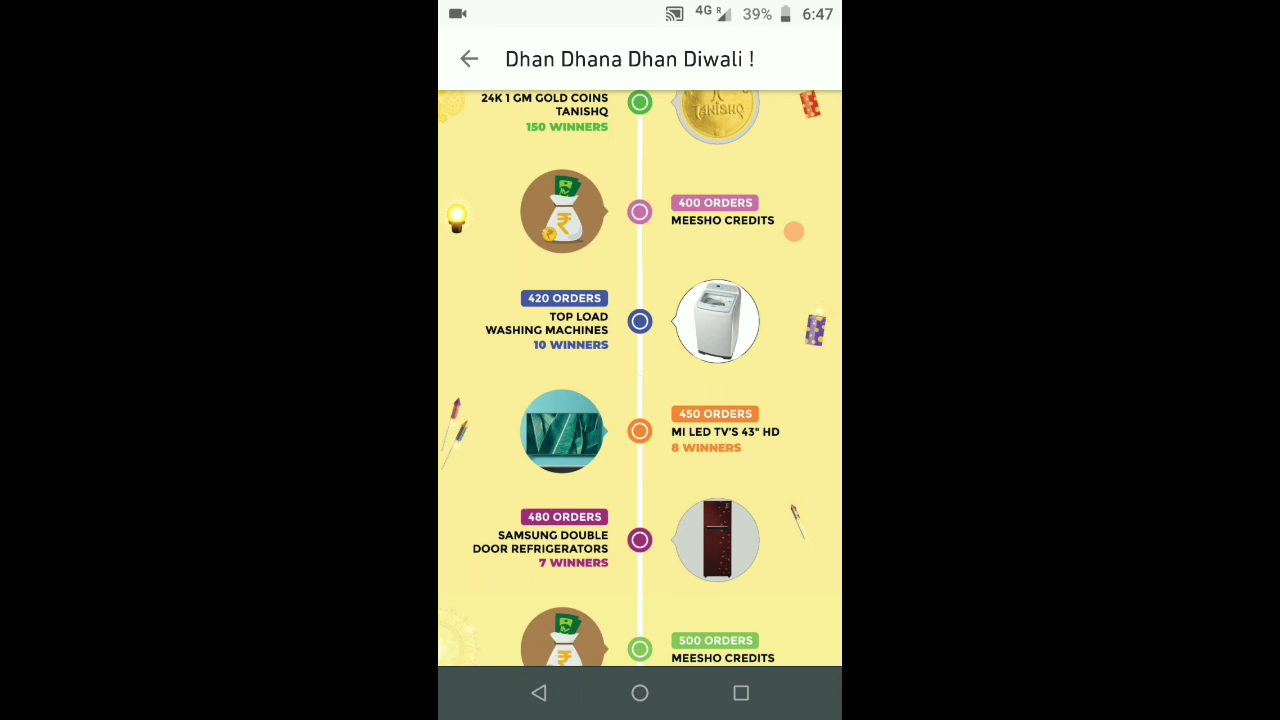 4G R 39% 6:47
Dhan Dhana Dhan Diwali !
24K 1 GM GOLD COINS
TANISHQ
150 WINNERS
TANISHQ
400 ORDERS
MEESHO CREDITS
420 ORDERS
TOP LOAD
WASHING MACHINES
10 WINNERS
450 ORDERS
MI LED TV'S 43" HD
8 WINNERS
480 ORDERS
SAMSUNG DOUBLE
DOOR REFRIGERATORS
7 WINNERS
500 ORDERS
MEESHO CREDITS